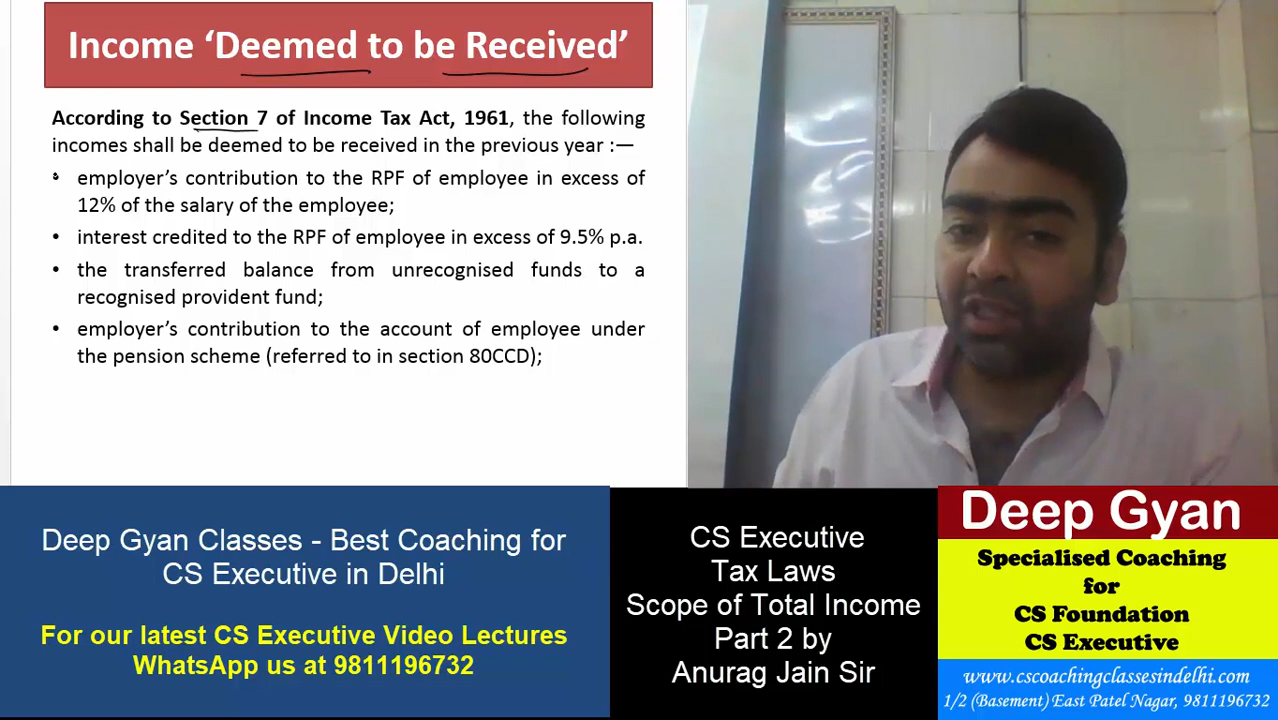 Income ‘Deemed to be Received’
According to Section 7 of Income Tax Act, 1961, the following
incomes shall be deemed to be received in the previous year :—
• employer’s contribution to the RPF of employee in excess of
12% of the salary of the employee;
• interest credited to the RPF of employee in excess of 9.5% p.a.
• the transferred balance from unrecognised funds to a
recognised provident fund;
• employer’s contribution to the account of employee under
the pension scheme (referred to in section 80CCD);
Deep Gyan Classes - Best Coaching for
CS Executive in Delhi
For our latest CS Executive Video Lectures
WhatsApp us at 9811196732
CS Executive
Tax Laws
Scope of Total Income
Part 2 by
Anurag Jain Sir
Deep Gyan
Specialised Coaching
for
CS Foundation
CS Executive
www.cscoachingclassesindelhi.com
1/2 (Basement) East Patel Nagar, 9811196732